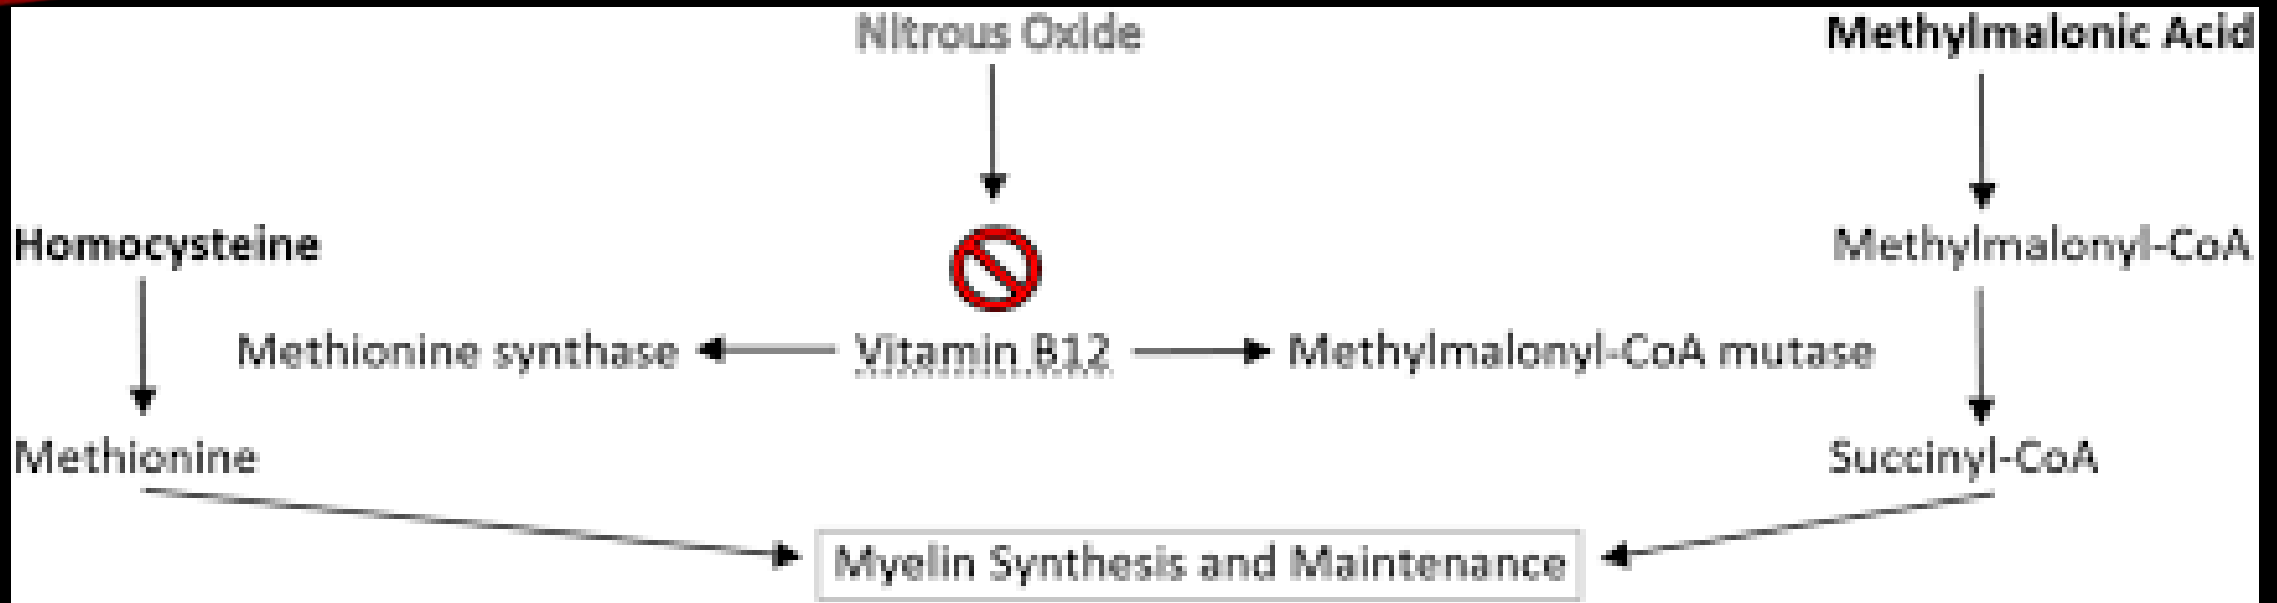 Nitrous Oxide
Methylmalonic Acid
Homocysteine
Methylmalonyl-CoA
Methionine synthase
Vitamin B12
Methylmalonyl-CoA mutase
Methionine
Succinyl-CoA
Myelin Synthesis and Maintenance